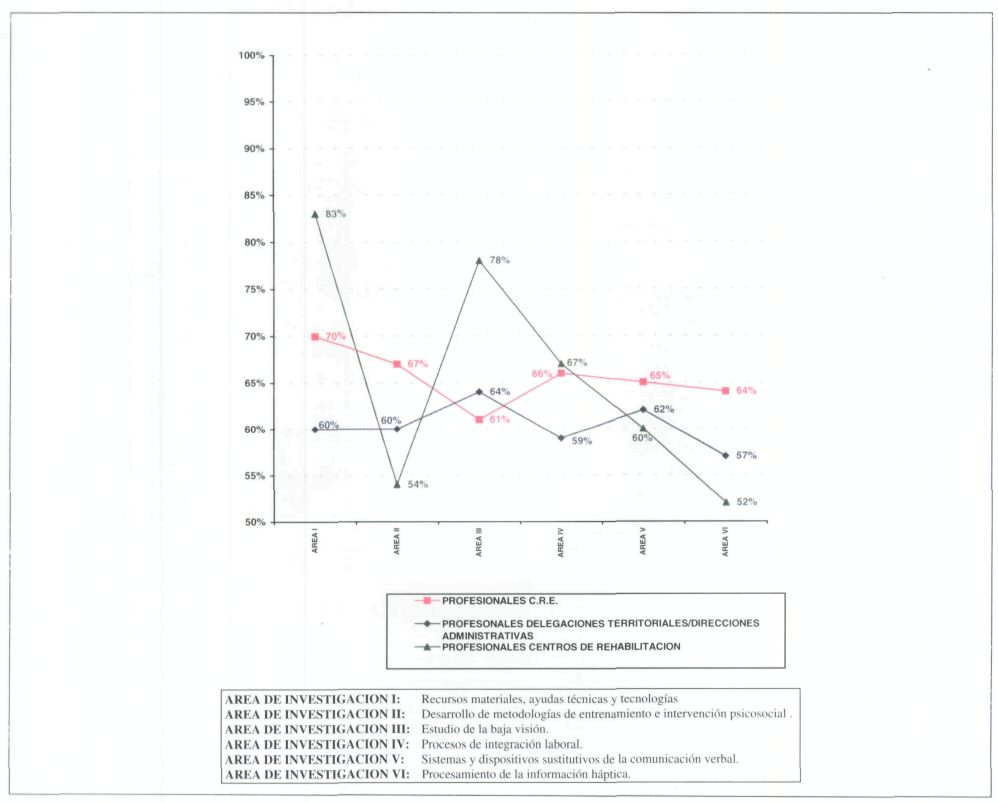 100%
95%
90%
85%
83%
80%
78%
75%
70%
70%
67%
67%
66%
65%
65%
64%
64%
62%
61%
60%
60%
60%
60%
59%
57%
55%
54%
52%
50%
AREA I
AREA II
AREA III
AREA IV
AREA V
AREA VI
PROFESIONALES C.R.E.
PROFESONALES DELEGACIONES TERRITORIALES/DIRECCIONES
ADMINISTRATIVAS
PROFESIONALES CENTROS DE REHABILITACION
AREA DE INVESTIGACION I: Recursos materiales, ayudas técnicas y tecnologías
AREA DE INVESTIGACION II: Desarrollo de metodologías de entrenamiento e intervención psicosocial .
AREA DE INVESTIGACION III: Estudio de la baja visión.
AREA DE INVESTIGACION IV: Procesos de integración laboral.
AREA DE INVESTIGACION V: Sistemas y dispositivos sustitutivos de la comunicación verbal.
AREA DE INVESTIGACION VI: Procesamiento de la información háptica.